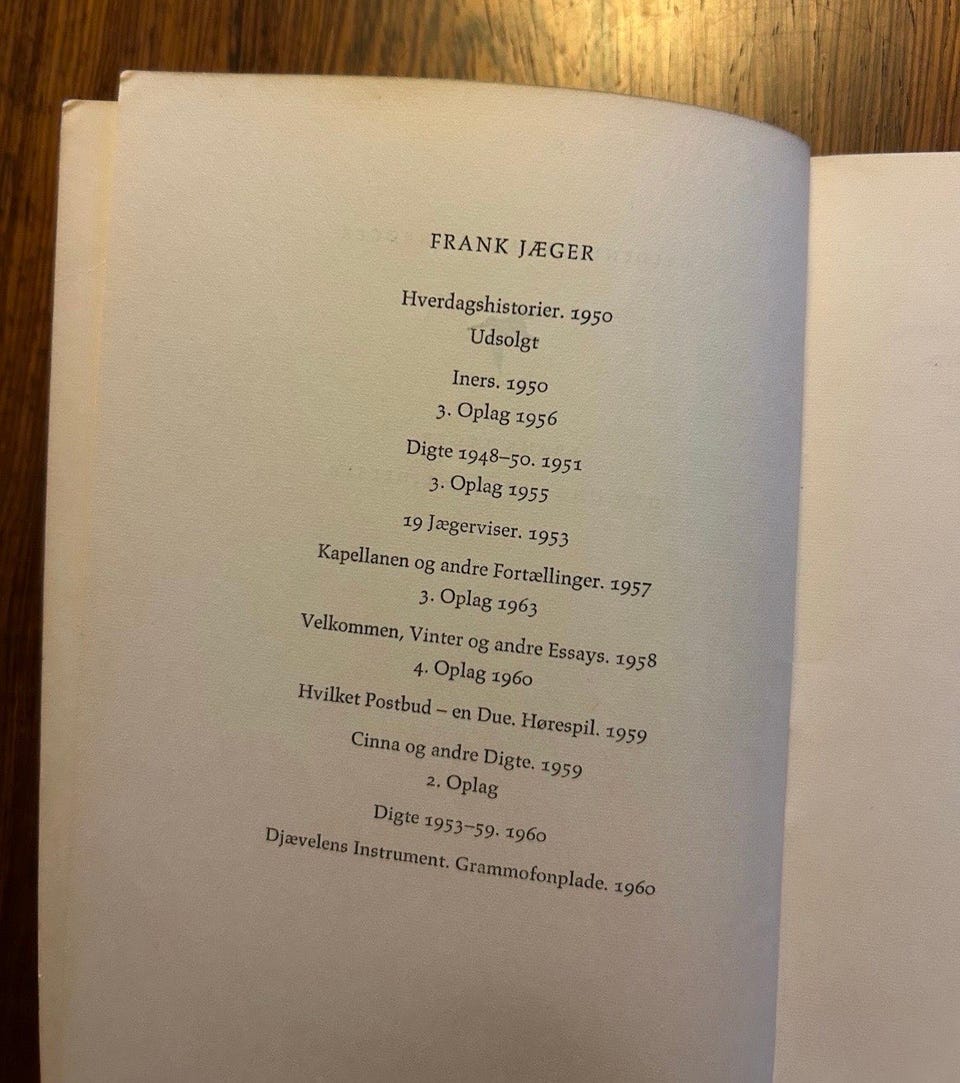 FRANK JÆGER
Hverdagshistorier. 1950
Udsolgt
Iners. 1950
3. Oplag 1956
Digte 1948–50. 1951
3. Oplag 1955
19 Jægerviser. 1953
Kapellanen og andre Fortællinger. 1957
3. Oplag 1963
Velkommen, Vinter og andre Essays. 1958
4. Oplag 1960
Hvilket Postbud – en Due. Hørespil. 1959
Cinna og andre Digte. 1959
2. Oplag
Digte 1953–59. 1960
Djævelens Instrument. Grammofonplade. 1960